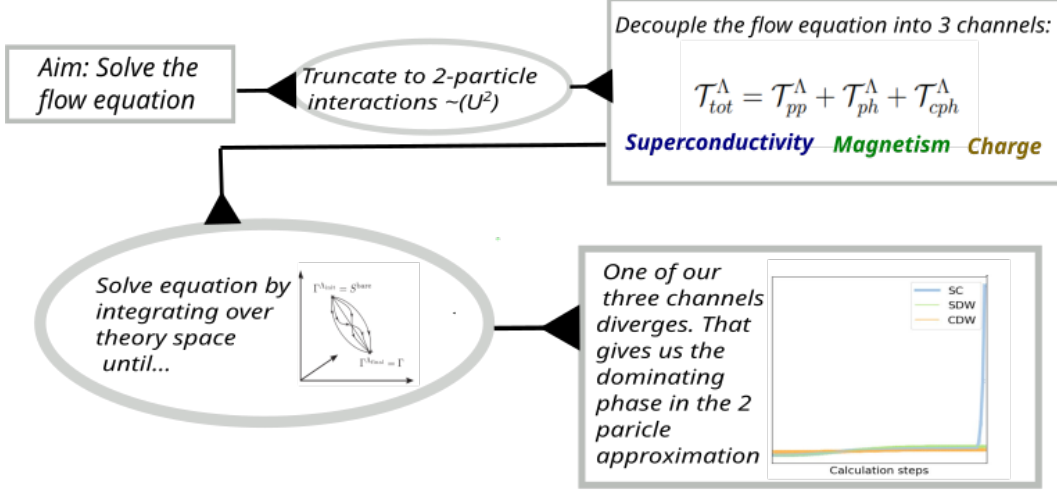 Aim: Solve the
flow equation
Truncate to 2-particle
interactions ~(U²)
Decouple the flow equation into 3 channels:
𝒯^Λ_tot = 𝒯^Λ_pp + 𝒯^Λ_ph + 𝒯^Λ_cph
Superconductivity Magnetism Charge
Solve equation by
integrating over
theory space
until...
Γ^Λinit = S^bare
Γ^Λfinal = Γ
One of our
three channels
diverges. That
gives us the
dominating
phase in the 2
paricle
approximation
SC
SDW
CDW
Calculation steps